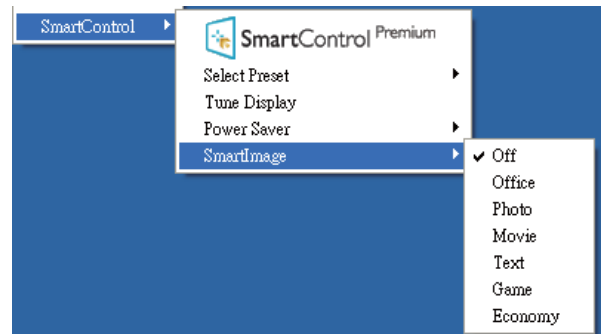 SmartControl
SmartControl Premium
Select Preset
Tune Display
Power Saver
SmartImage
Off
Office
Photo
Movie
Text
Game
Economy